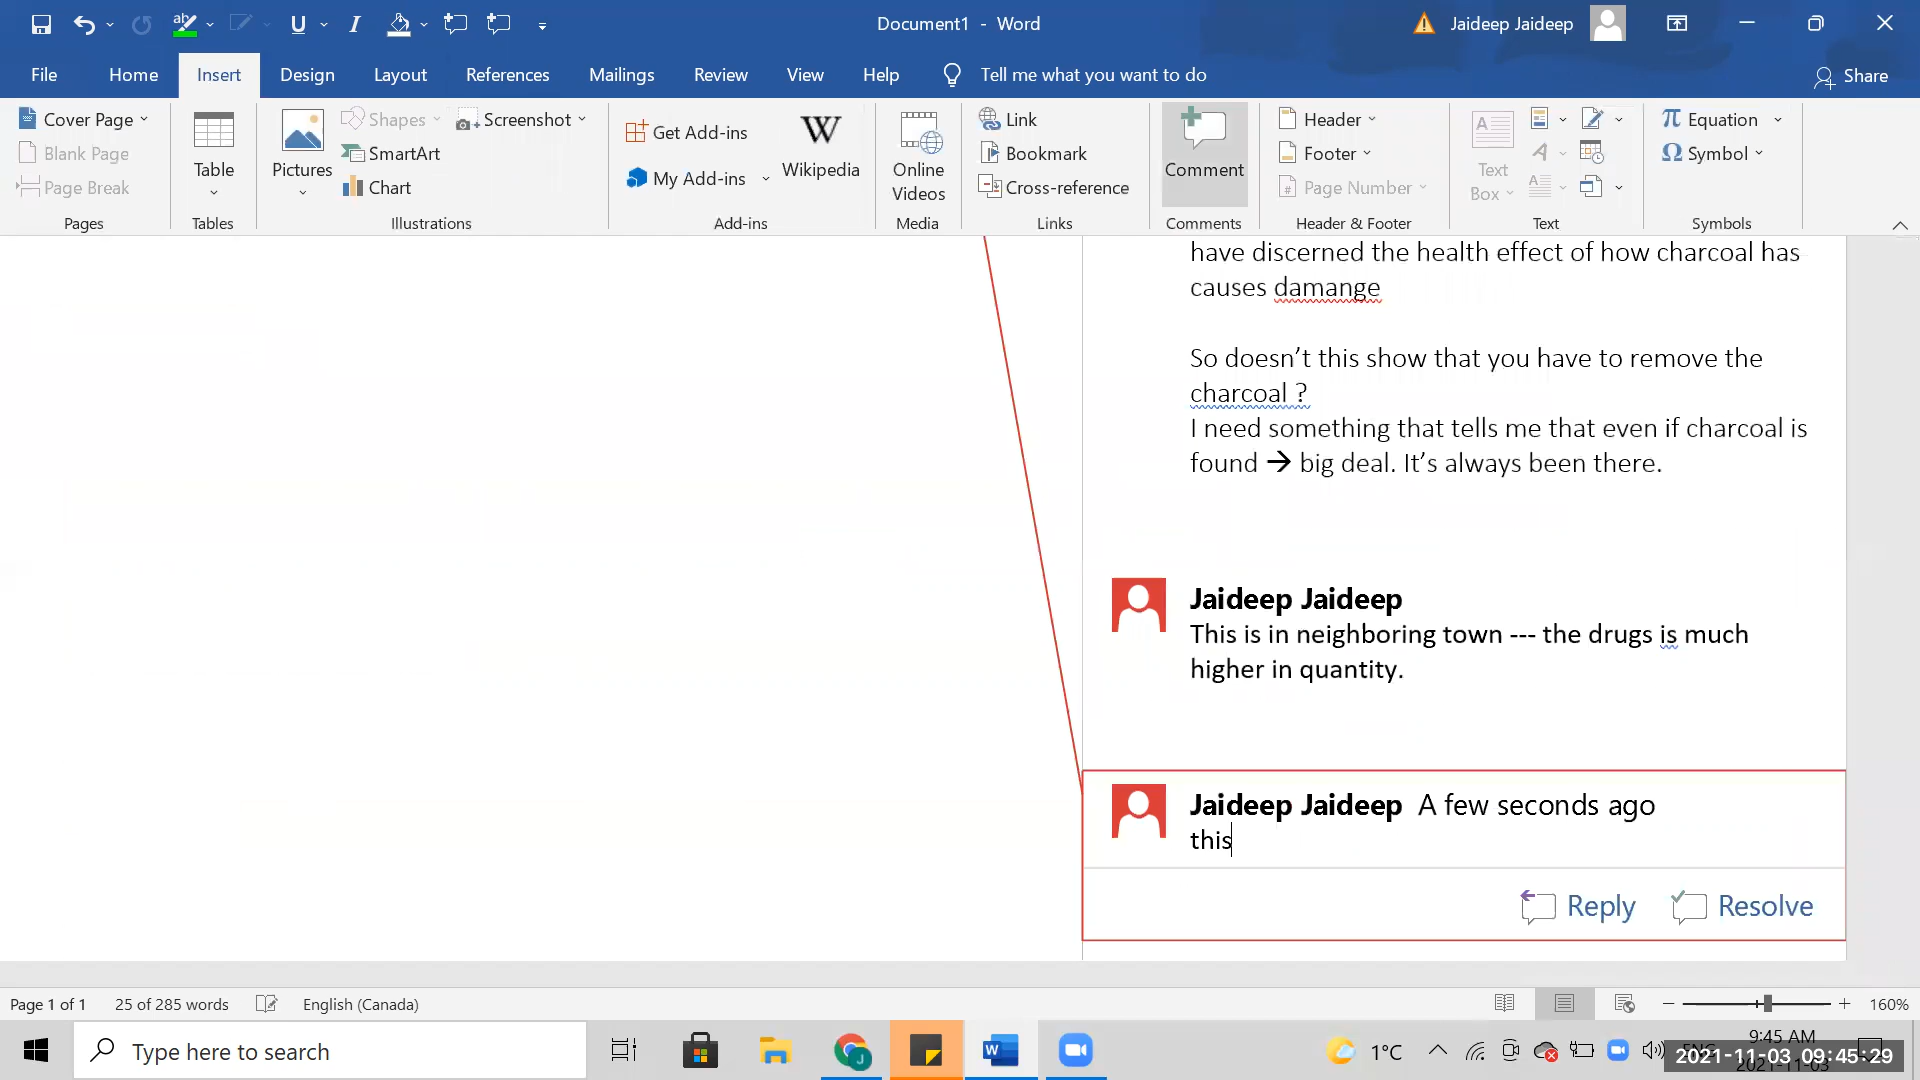 Document1 - Word
Jaideep Jaideep
File Home Insert Design Layout References Mailings Review View Help Tell me what you want to do Share
Cover Page
Blank Page
Page Break
Pages
Table
Tables
Pictures
Shapes
SmartArt
Chart
Screenshot
Illustrations
Get Add-ins
My Add-ins
Wikipedia
Add-ins
Online
Videos
Media
Link
Bookmark
Cross-reference
Links
Comment
Comments
Header
Footer
Page Number
Header & Footer
Text
Box
Text
Equation
Symbol
Symbols
have discerned the health effect of how charcoal has
causes damange
So doesn’t this show that you have to remove the
charcoal ?
I need something that tells me that even if charcoal is
found → big deal. It’s always been there.
Jaideep Jaideep
This is in neighboring town --- the drugs is much
higher in quantity.
Jaideep Jaideep A few seconds ago
this
Reply Resolve
Page 1 of 1 25 of 285 words English (Canada) 160%
Type here to search
1°C
9:45 AM
2021-11-03 09:45:29